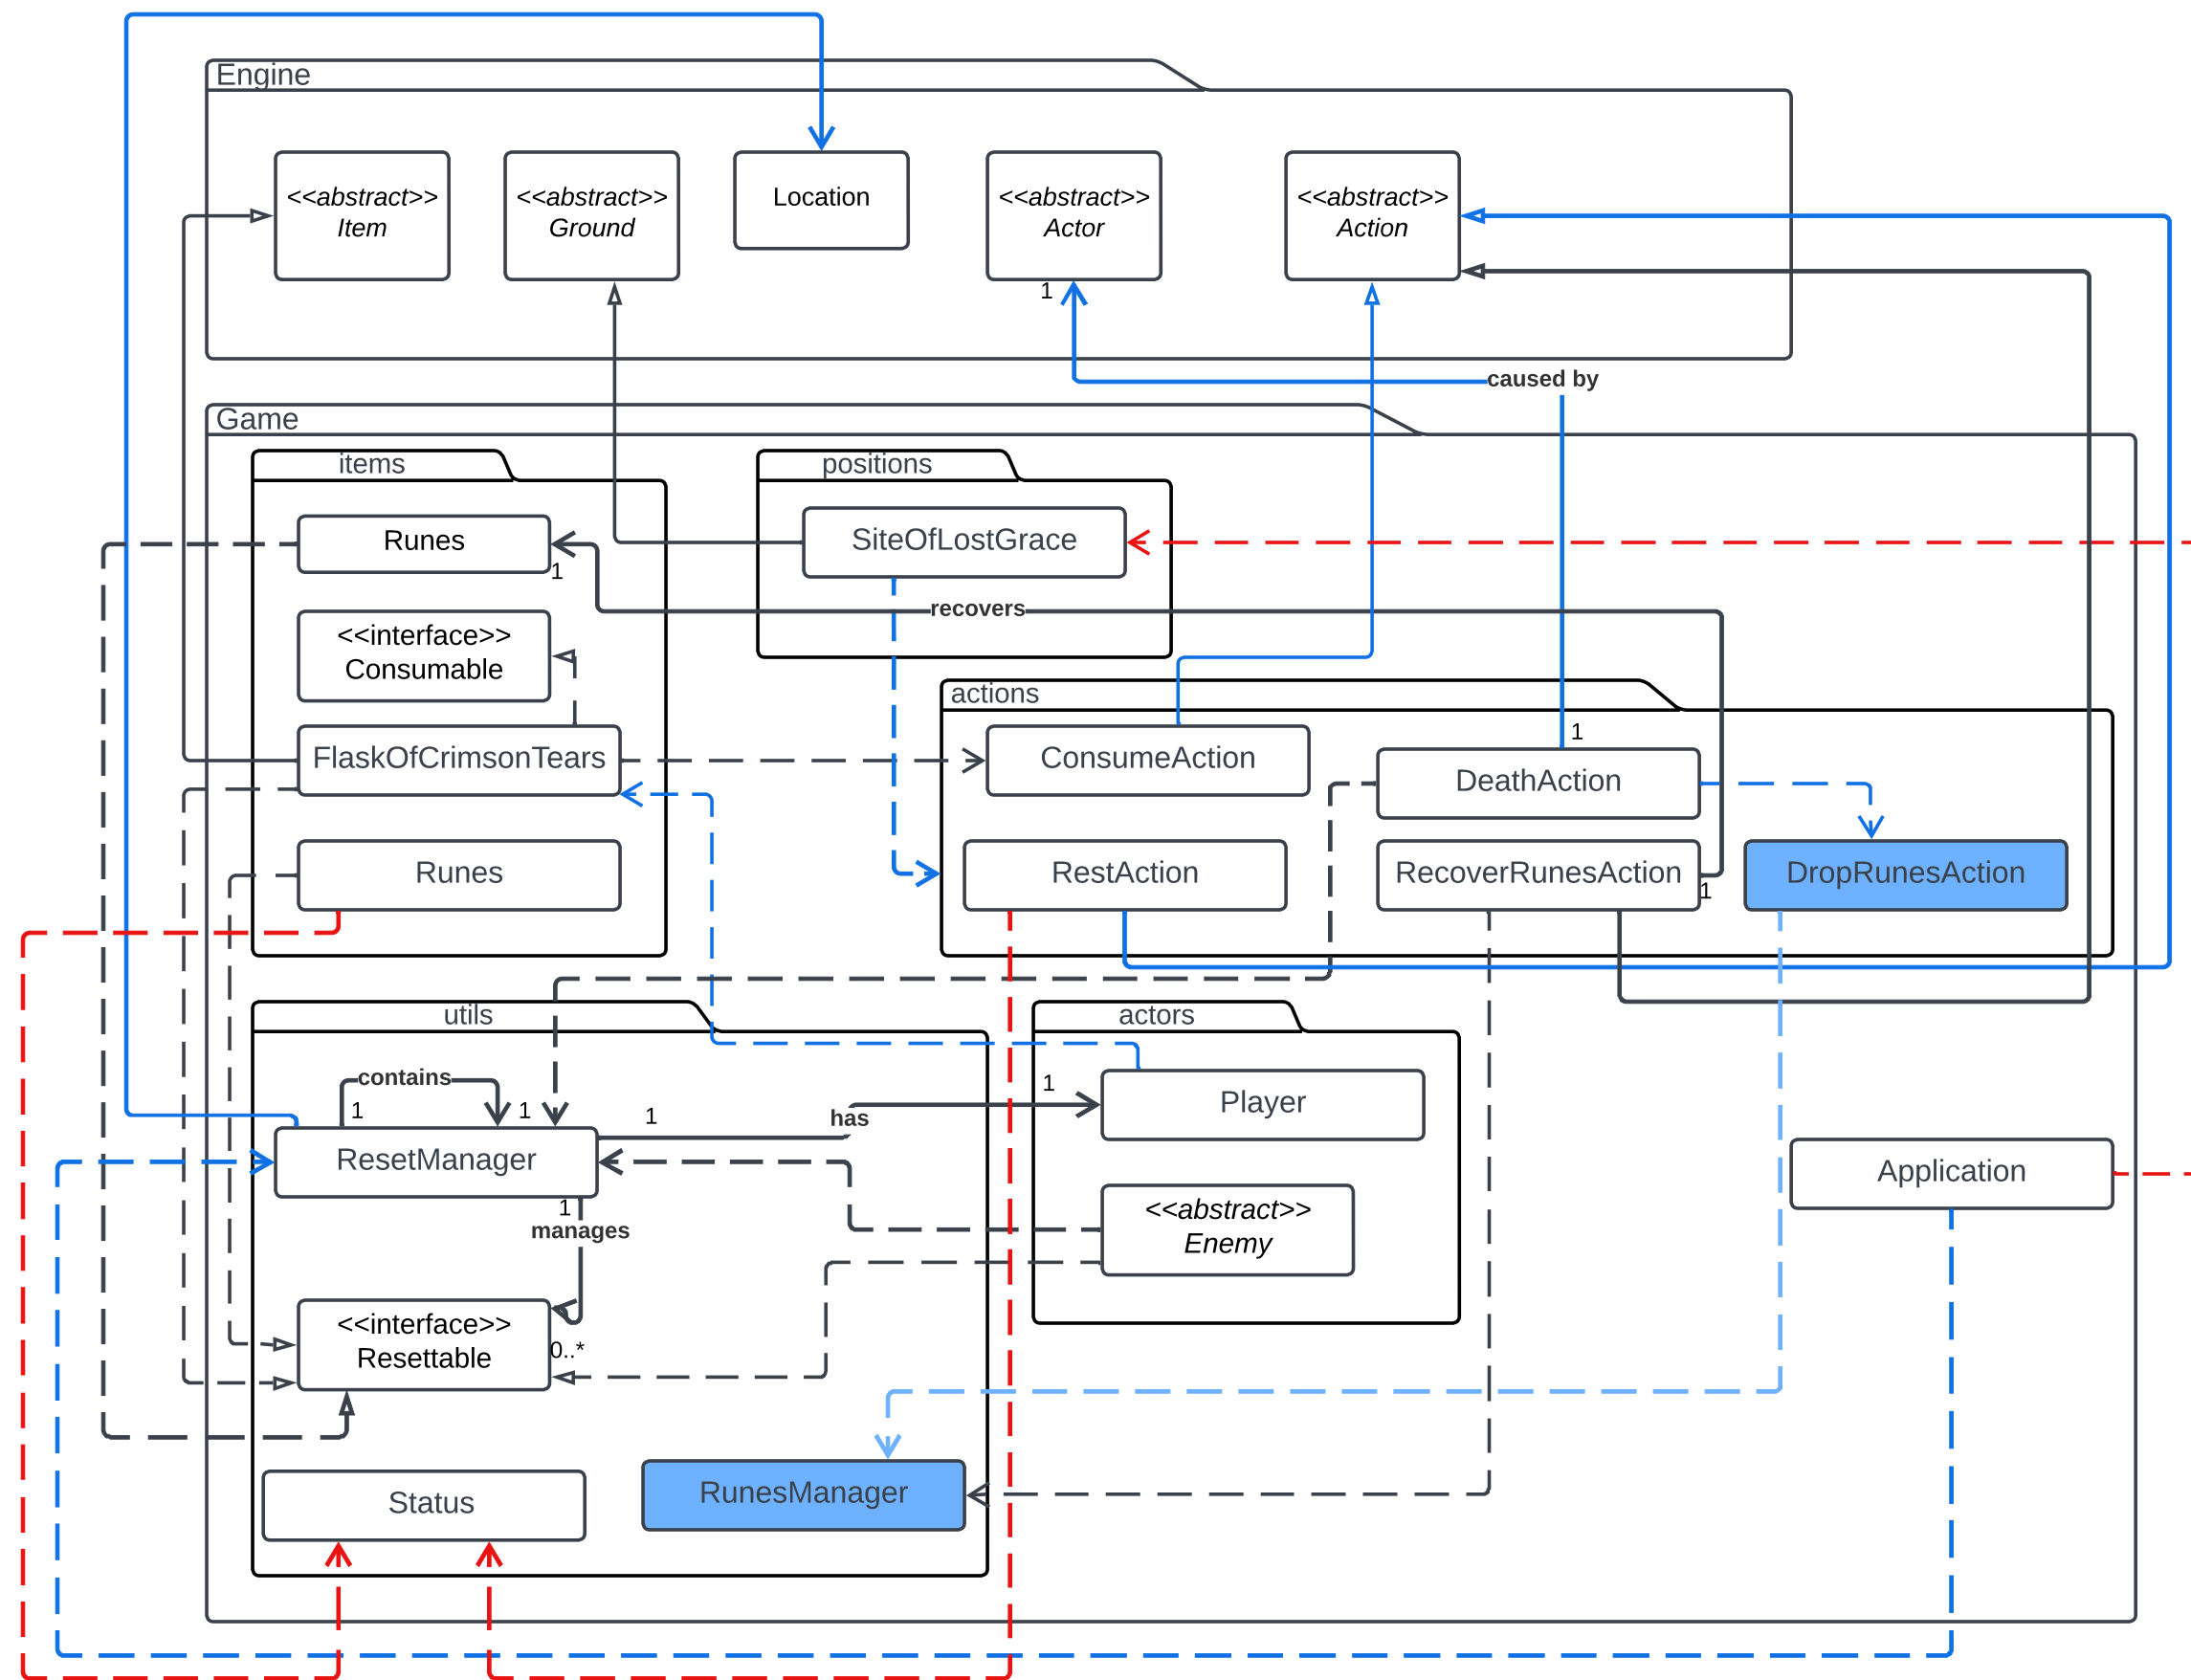 Engine
<<abstract>>
Item
<<abstract>>
Ground
Location
<<abstract>>
Actor
<<abstract>>
Action
1
caused by
Game
items
positions
Runes
1
SiteOfLostGrace
recovers
<<interface>>
Consumable
actions
FlaskOfCrimsonTears
ConsumeAction
1
DeathAction
Runes
RestAction
RecoverRunesAction
1
DropRunesAction
utils
actors
contains
1
1
1
has
1
Player
ResetManager
Application
1
manages
<<abstract>>
Enemy
<<interface>>
Resettable
0..*
Status
RunesManager